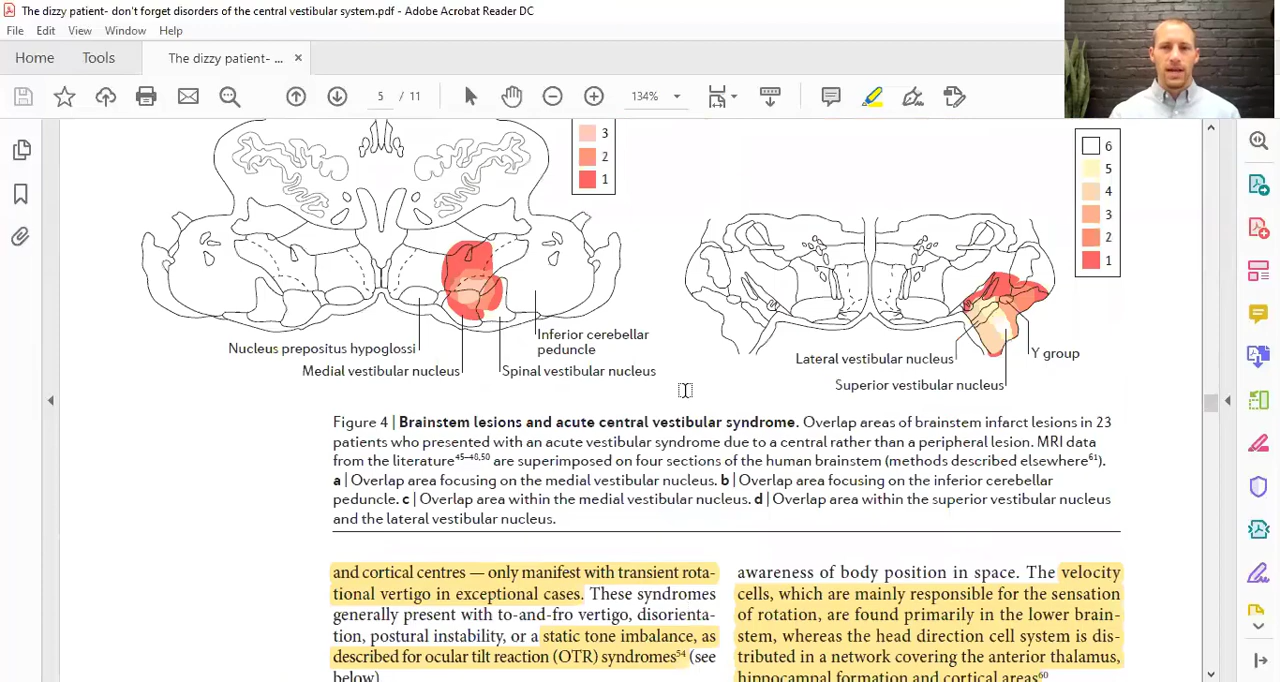 The dizzy patient- don't forget disorders of the central vestibular system.pdf - Adobe Acrobat Reader DC
File Edit View Window Help
Home Tools The dizzy patient- ... ×
5 / 11 134%
3
2
1
6
5
4
3
2
1
Inferior cerebellar
peduncle
Nucleus prepositus hypoglossi
Medial vestibular nucleus
Spinal vestibular nucleus
Lateral vestibular nucleus
Y group
Superior vestibular nucleus
Figure 4 | Brainstem lesions and acute central vestibular syndrome. Overlap areas of brainstem infarct lesions in 23
patients who presented with an acute vestibular syndrome due to a central rather than a peripheral lesion. MRI data
from the literature45–48,50 are superimposed on four sections of the human brainstem (methods described elsewhere61).
a | Overlap area focusing on the medial vestibular nucleus. b | Overlap area focusing on the inferior cerebellar
peduncle. c | Overlap area within the medial vestibular nucleus. d | Overlap area within the superior vestibular nucleus
and the lateral vestibular nucleus.
and cortical centres — only manifest with transient rota-
tional vertigo in exceptional cases. These syndromes
generally present with to-and-fro vertigo, disorienta-
tion, postural instability, or a static tone imbalance, as
described for ocular tilt reaction (OTR) syndromes54 (see
below).
awareness of body position in space. The velocity
cells, which are mainly responsible for the sensation
of rotation, are found primarily in the lower brain-
stem, whereas the head direction cell system is dis-
tributed in a network covering the anterior thalamus,
hippocampal formation and cortical areas60